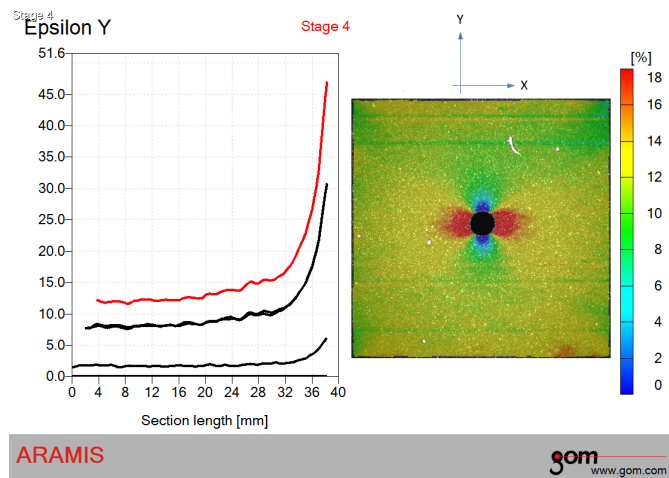 Stage 4
Epsilon Y
Stage 4
51.6
45.0
40.0
35.0
30.0
25.0
20.0
15.0
10.0
5.0
0.0
0 4 8 12 16 20 24 28 32 36 40
Section length [mm]
Y
X
[%]
18
16
14
12
10
8
6
4
2
0
ARAMIS
gom
www.gom.com